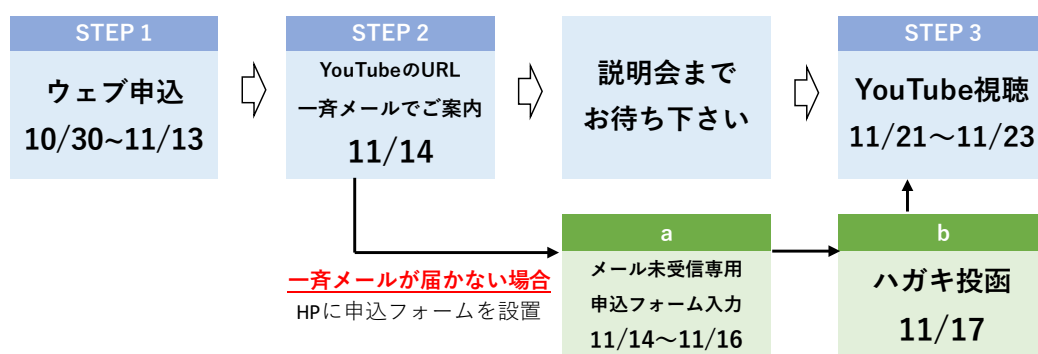 STEP 1
ウェブ申込
10/30~11/13
STEP 2
YouTubeのURL
一斉メールでご案内
11/14
説明会まで
お待ち下さい
STEP 3
YouTube視聴
11/21～11/23
一斉メールが届かない場合
HPに申込フォームを設置
a
メール未受信専用
申込フォーム入力
11/14～11/16
b
ハガキ投函
11/17